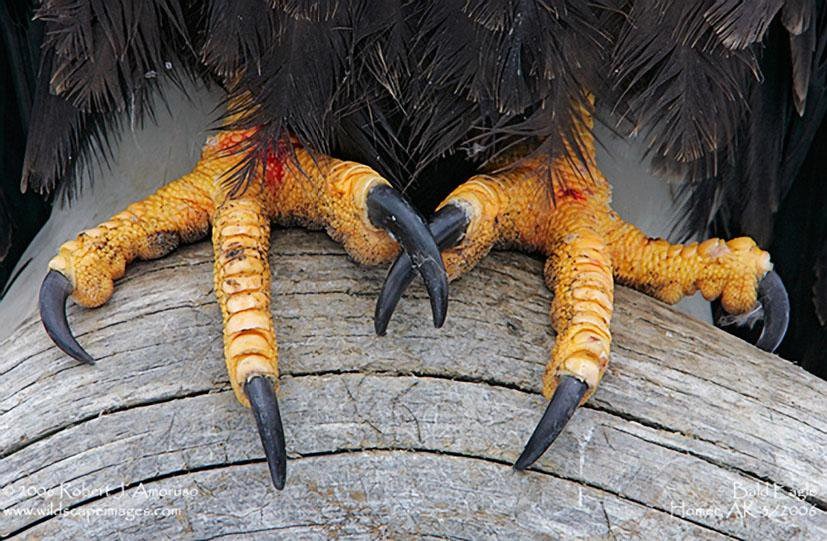 © 2006 Robert J. Amoruso
www.wildscapeimages.com
Bald Eagle
Homer, AK 3/2006